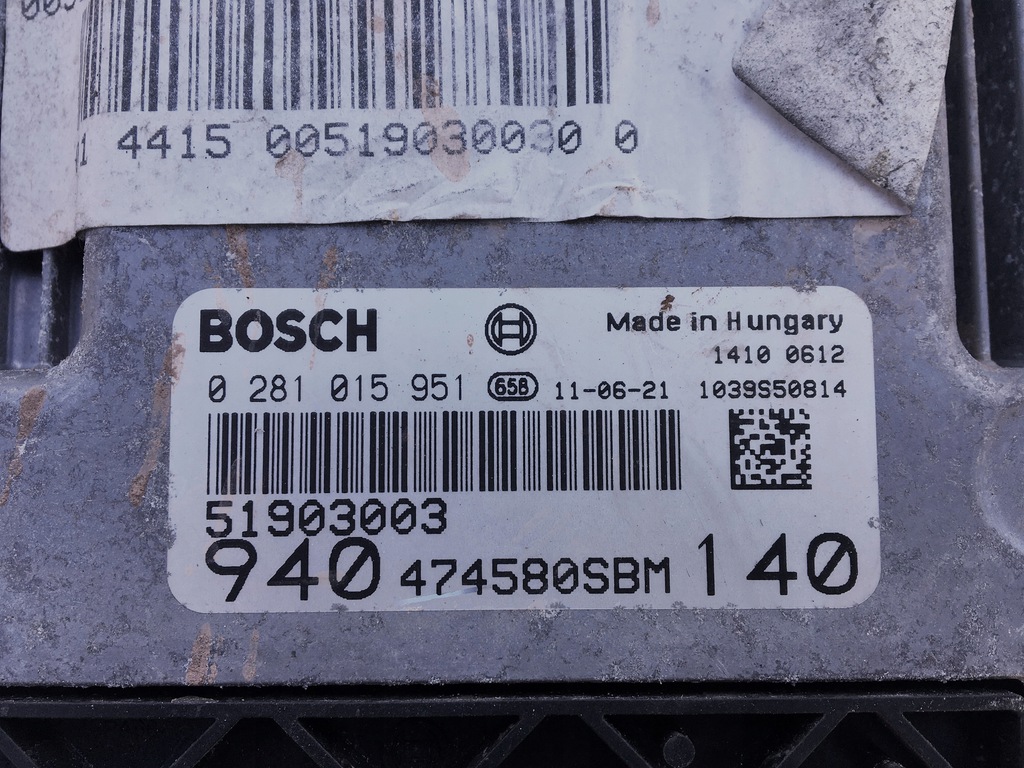 1 4415 00519030030 0
BOSCH Made in Hungary
1410 0612
0 281 015 951 658 11-06-21 1039S50814
51903003
940 474580SBM 140